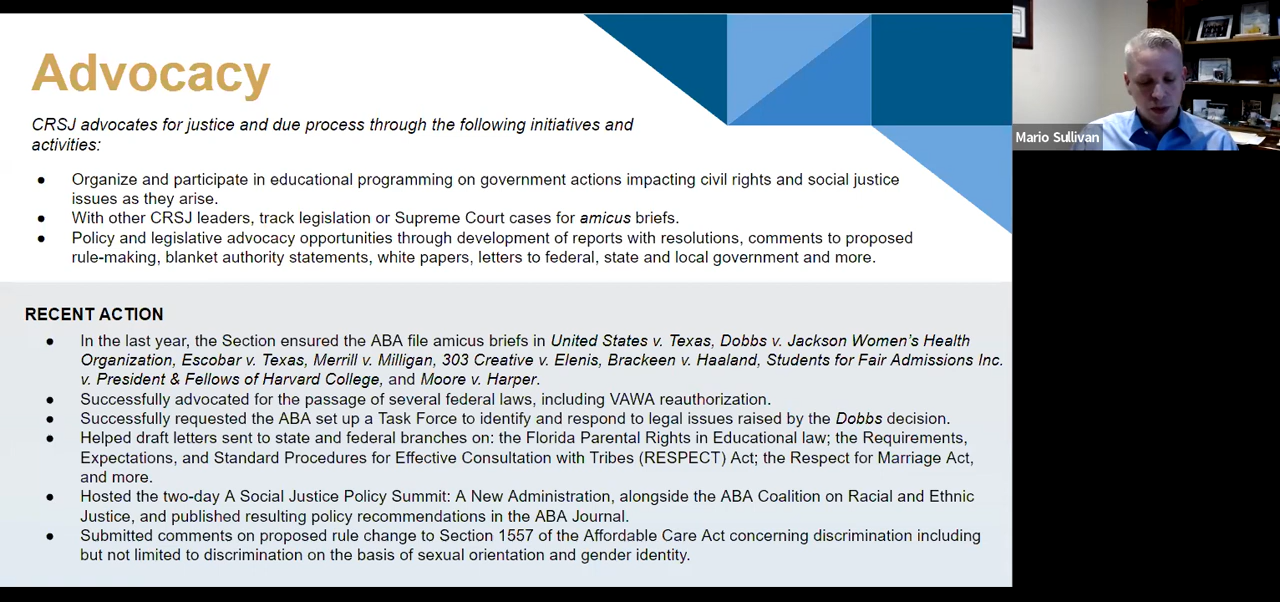 Advocacy
CRSJ advocates for justice and due process through the following initiatives and
activities:
● Organize and participate in educational programming on government actions impacting civil rights and social justice
issues as they arise.
● With other CRSJ leaders, track legislation or Supreme Court cases for amicus briefs.
● Policy and legislative advocacy opportunities through development of reports with resolutions, comments to proposed
rule-making, blanket authority statements, white papers, letters to federal, state and local government and more.
RECENT ACTION
● In the last year, the Section ensured the ABA file amicus briefs in United States v. Texas, Dobbs v. Jackson Women’s Health
Organization, Escobar v. Texas, Merrill v. Milligan, 303 Creative v. Elenis, Brackeen v. Haaland, Students for Fair Admissions Inc.
v. President & Fellows of Harvard College, and Moore v. Harper.
● Successfully advocated for the passage of several federal laws, including VAWA reauthorization.
● Successfully requested the ABA set up a Task Force to identify and respond to legal issues raised by the Dobbs decision.
● Helped draft letters sent to state and federal branches on: the Florida Parental Rights in Educational law; the Requirements,
Expectations, and Standard Procedures for Effective Consultation with Tribes (RESPECT) Act; the Respect for Marriage Act,
and more.
● Hosted the two-day A Social Justice Policy Summit: A New Administration, alongside the ABA Coalition on Racial and Ethnic
Justice, and published resulting policy recommendations in the ABA Journal.
● Submitted comments on proposed rule change to Section 1557 of the Affordable Care Act concerning discrimination including
but not limited to discrimination on the basis of sexual orientation and gender identity.
Mario Sullivan